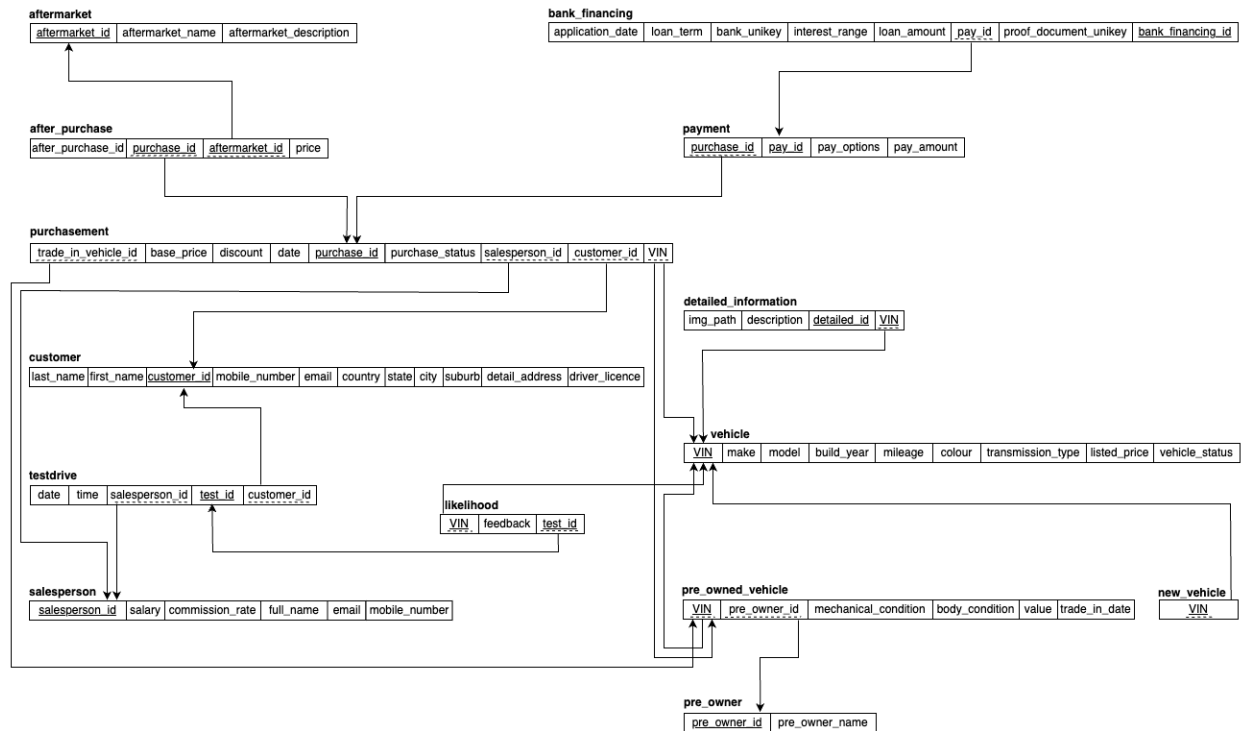 aftermarket
aftermarket_id aftermarket_name aftermarket_description
bank_financing
application_date loan_term bank_unikey interest_range loan_amount pay_id proof_document_unikey bank_financing_id
after_purchase
after_purchase_id purchase_id aftermarket_id price
payment
purchase_id pay_id pay_options pay_amount
purchasement
trade_in_vehicle_id base_price discount date purchase_id purchase_status salesperson_id customer_id VIN
detailed_information
img_path description detailed_id VIN
customer
last_name first_name customer_id mobile_number email country state city suburb detail_address driver_licence
vehicle
VIN make model build_year mileage colour transmission_type listed_price vehicle_status
testdrive
date time salesperson_id test_id customer_id
likelihood
VIN feedback test_id
salesperson
salesperson_id salary commission_rate full_name email mobile_number
pre_owned_vehicle
VIN pre_owner_id mechanical_condition body_condition value trade_in_date
new_vehicle
VIN
pre_owner
pre_owner_id pre_owner_name